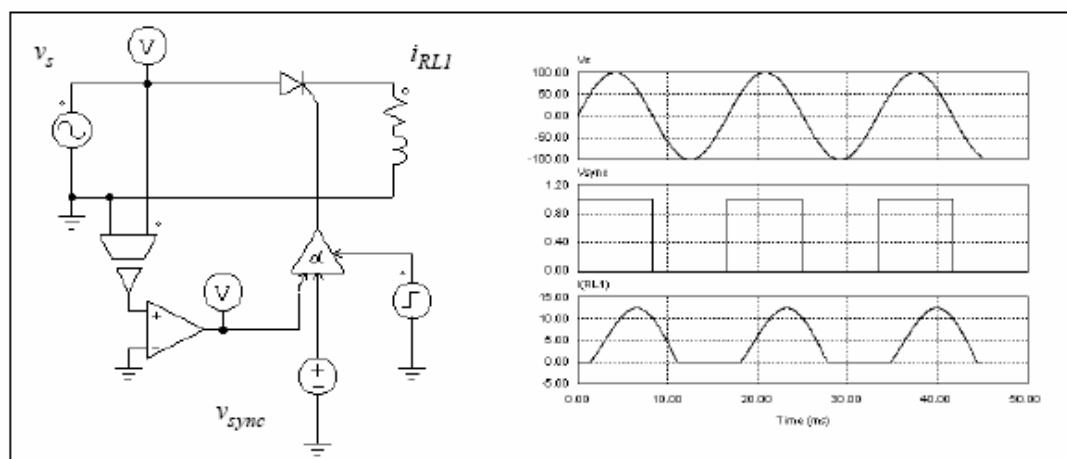 v_s
V
i_RL1
α
V
+
−
+
−
v_sync
Vs
100.00
50.00
0.00
-50.00
-100.00
Vsync
1.20
0.80
0.40
0.00
I(RL1)
15.00
10.00
5.00
0.00
-5.00
0.00 10.00 20.00 30.00 40.00 50.00
Time (ms)